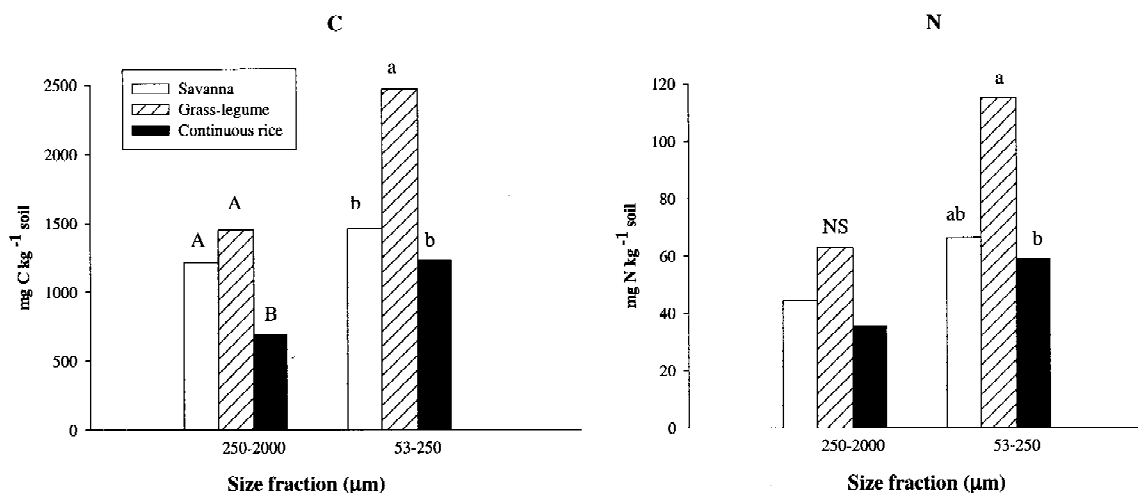 C
2500
2000
1500
1000
500
0
mg C kg⁻¹ soil
Savanna
Grass-legume
Continuous rice
A
A
B
b
a
b
250-2000
53-250
Size fraction (μm)
N
120
100
80
60
40
20
0
mg N kg⁻¹ soil
NS
ab
a
b
250-2000
53-250
Size fraction (μm)